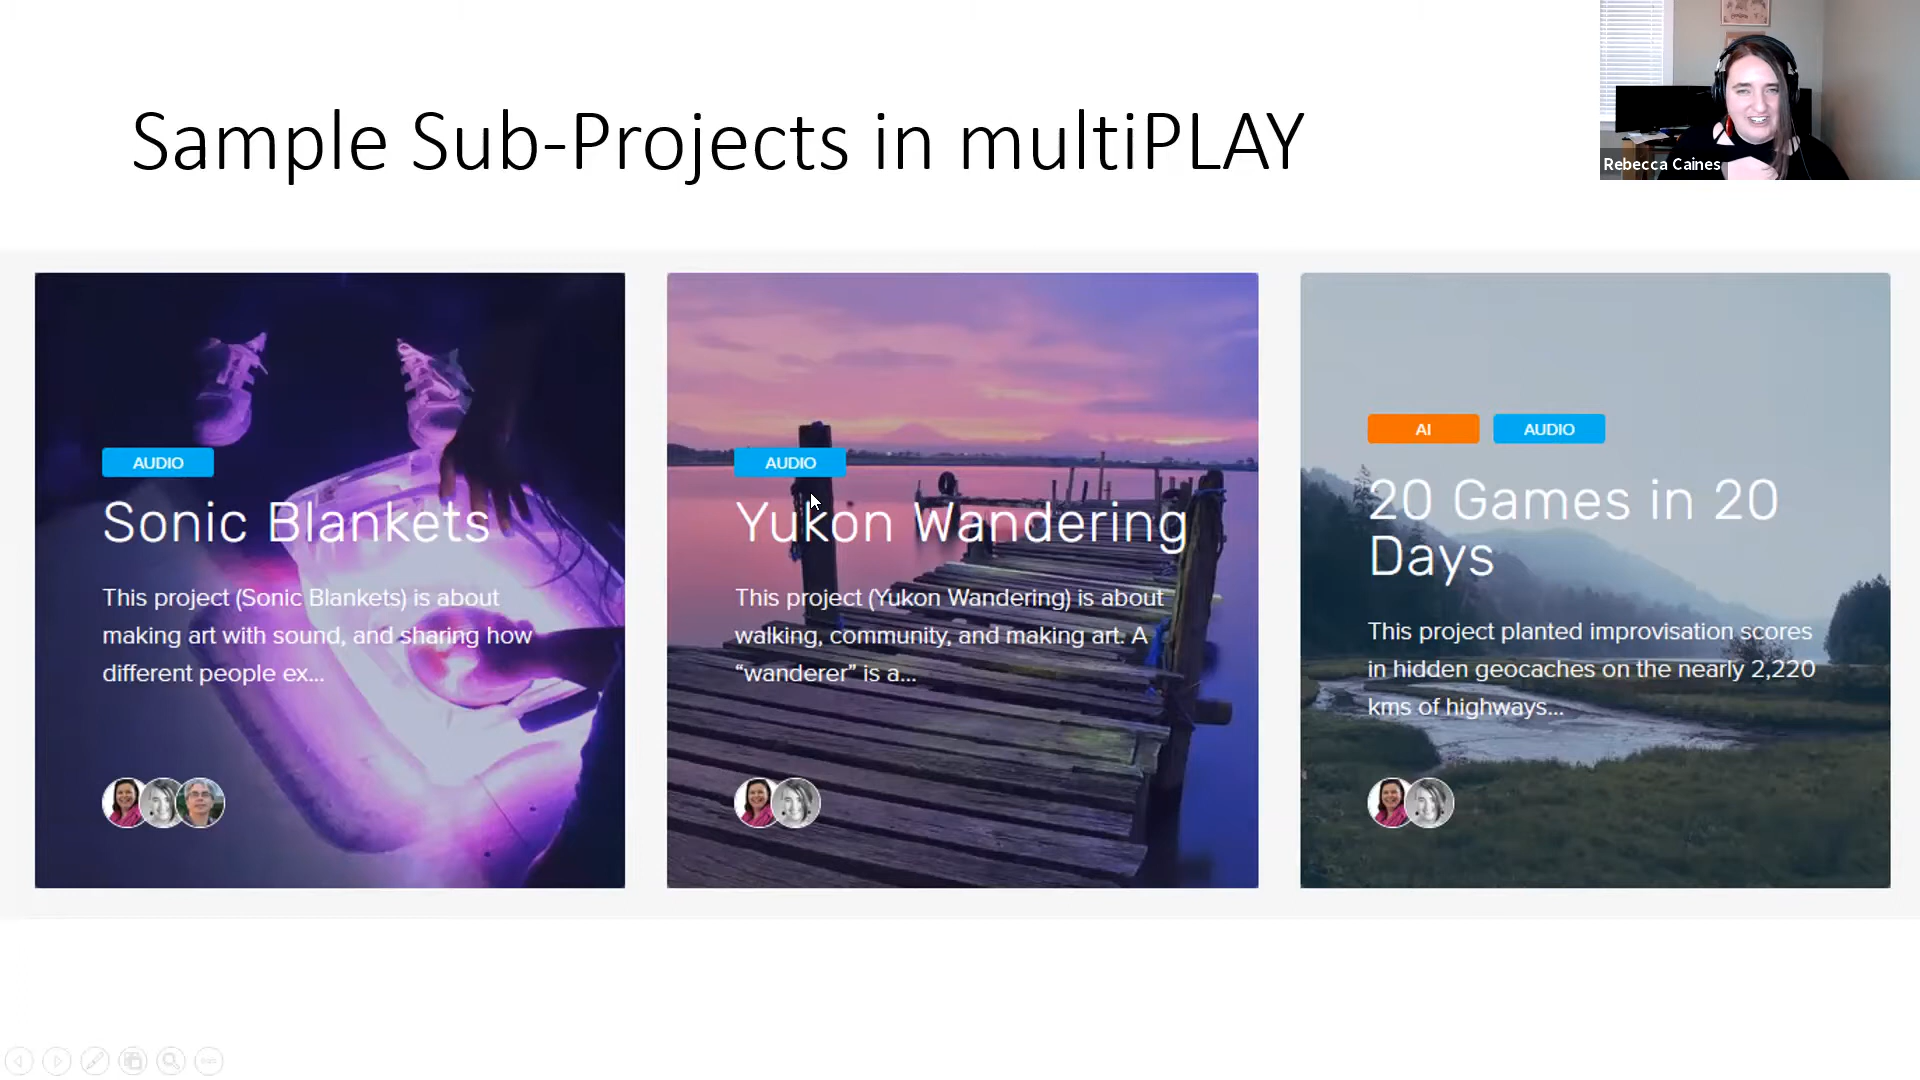 Sample Sub-Projects in multiPLAY
Rebecca Caines
AUDIO
Sonic Blankets
This project (Sonic Blankets) is about
making art with sound, and sharing how
different people ex...
AUDIO
Yukon Wandering
This project (Yukon Wandering) is about
walking, community, and making art. A
“wanderer” is a...
AI
AUDIO
20 Games in 20
Days
This project planted improvisation scores
in hidden geocaches on the nearly 2,220
kms of highways...